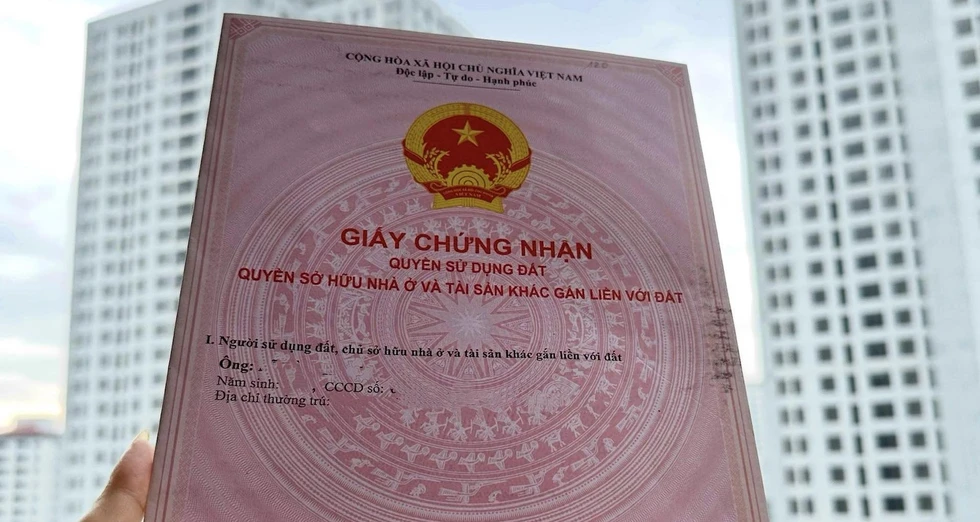 CỘNG HÒA XÃ HỘI CHỦ NGHĨA VIỆT NAM
Độc lập - Tự do - Hạnh phúc
GIẤY CHỨNG NHẬN
QUYỀN SỬ DỤNG ĐẤT
QUYỀN SỞ HỮU NHÀ Ở VÀ TÀI SẢN KHÁC GẮN LIỀN VỚI ĐẤT
I. Người sử dụng đất, chủ sở hữu nhà ở và tài sản khác gắn liền với đất
Ông:
Năm sinh: , CCCD số:
Địa chỉ thường trú: